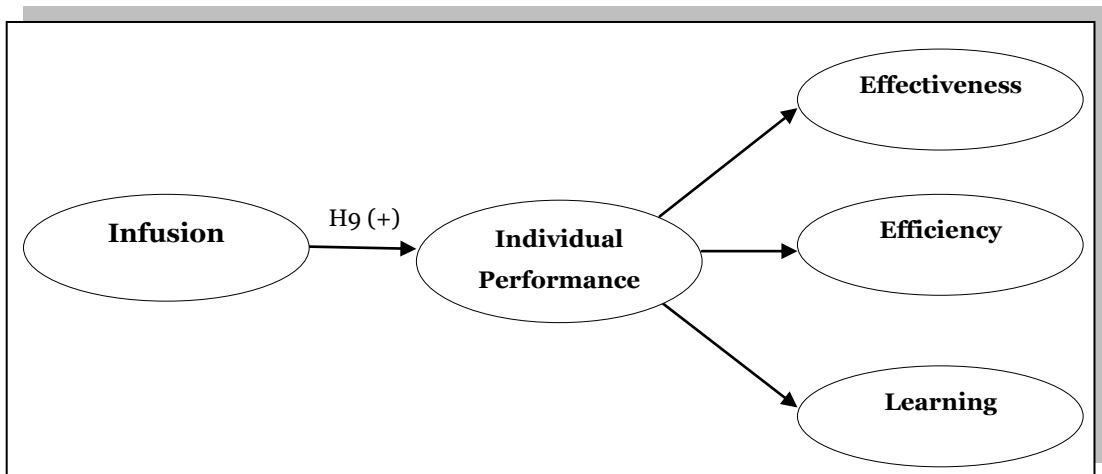 Effectiveness
H9 (+)
Infusion
Individual
Performance
Efficiency
Learning